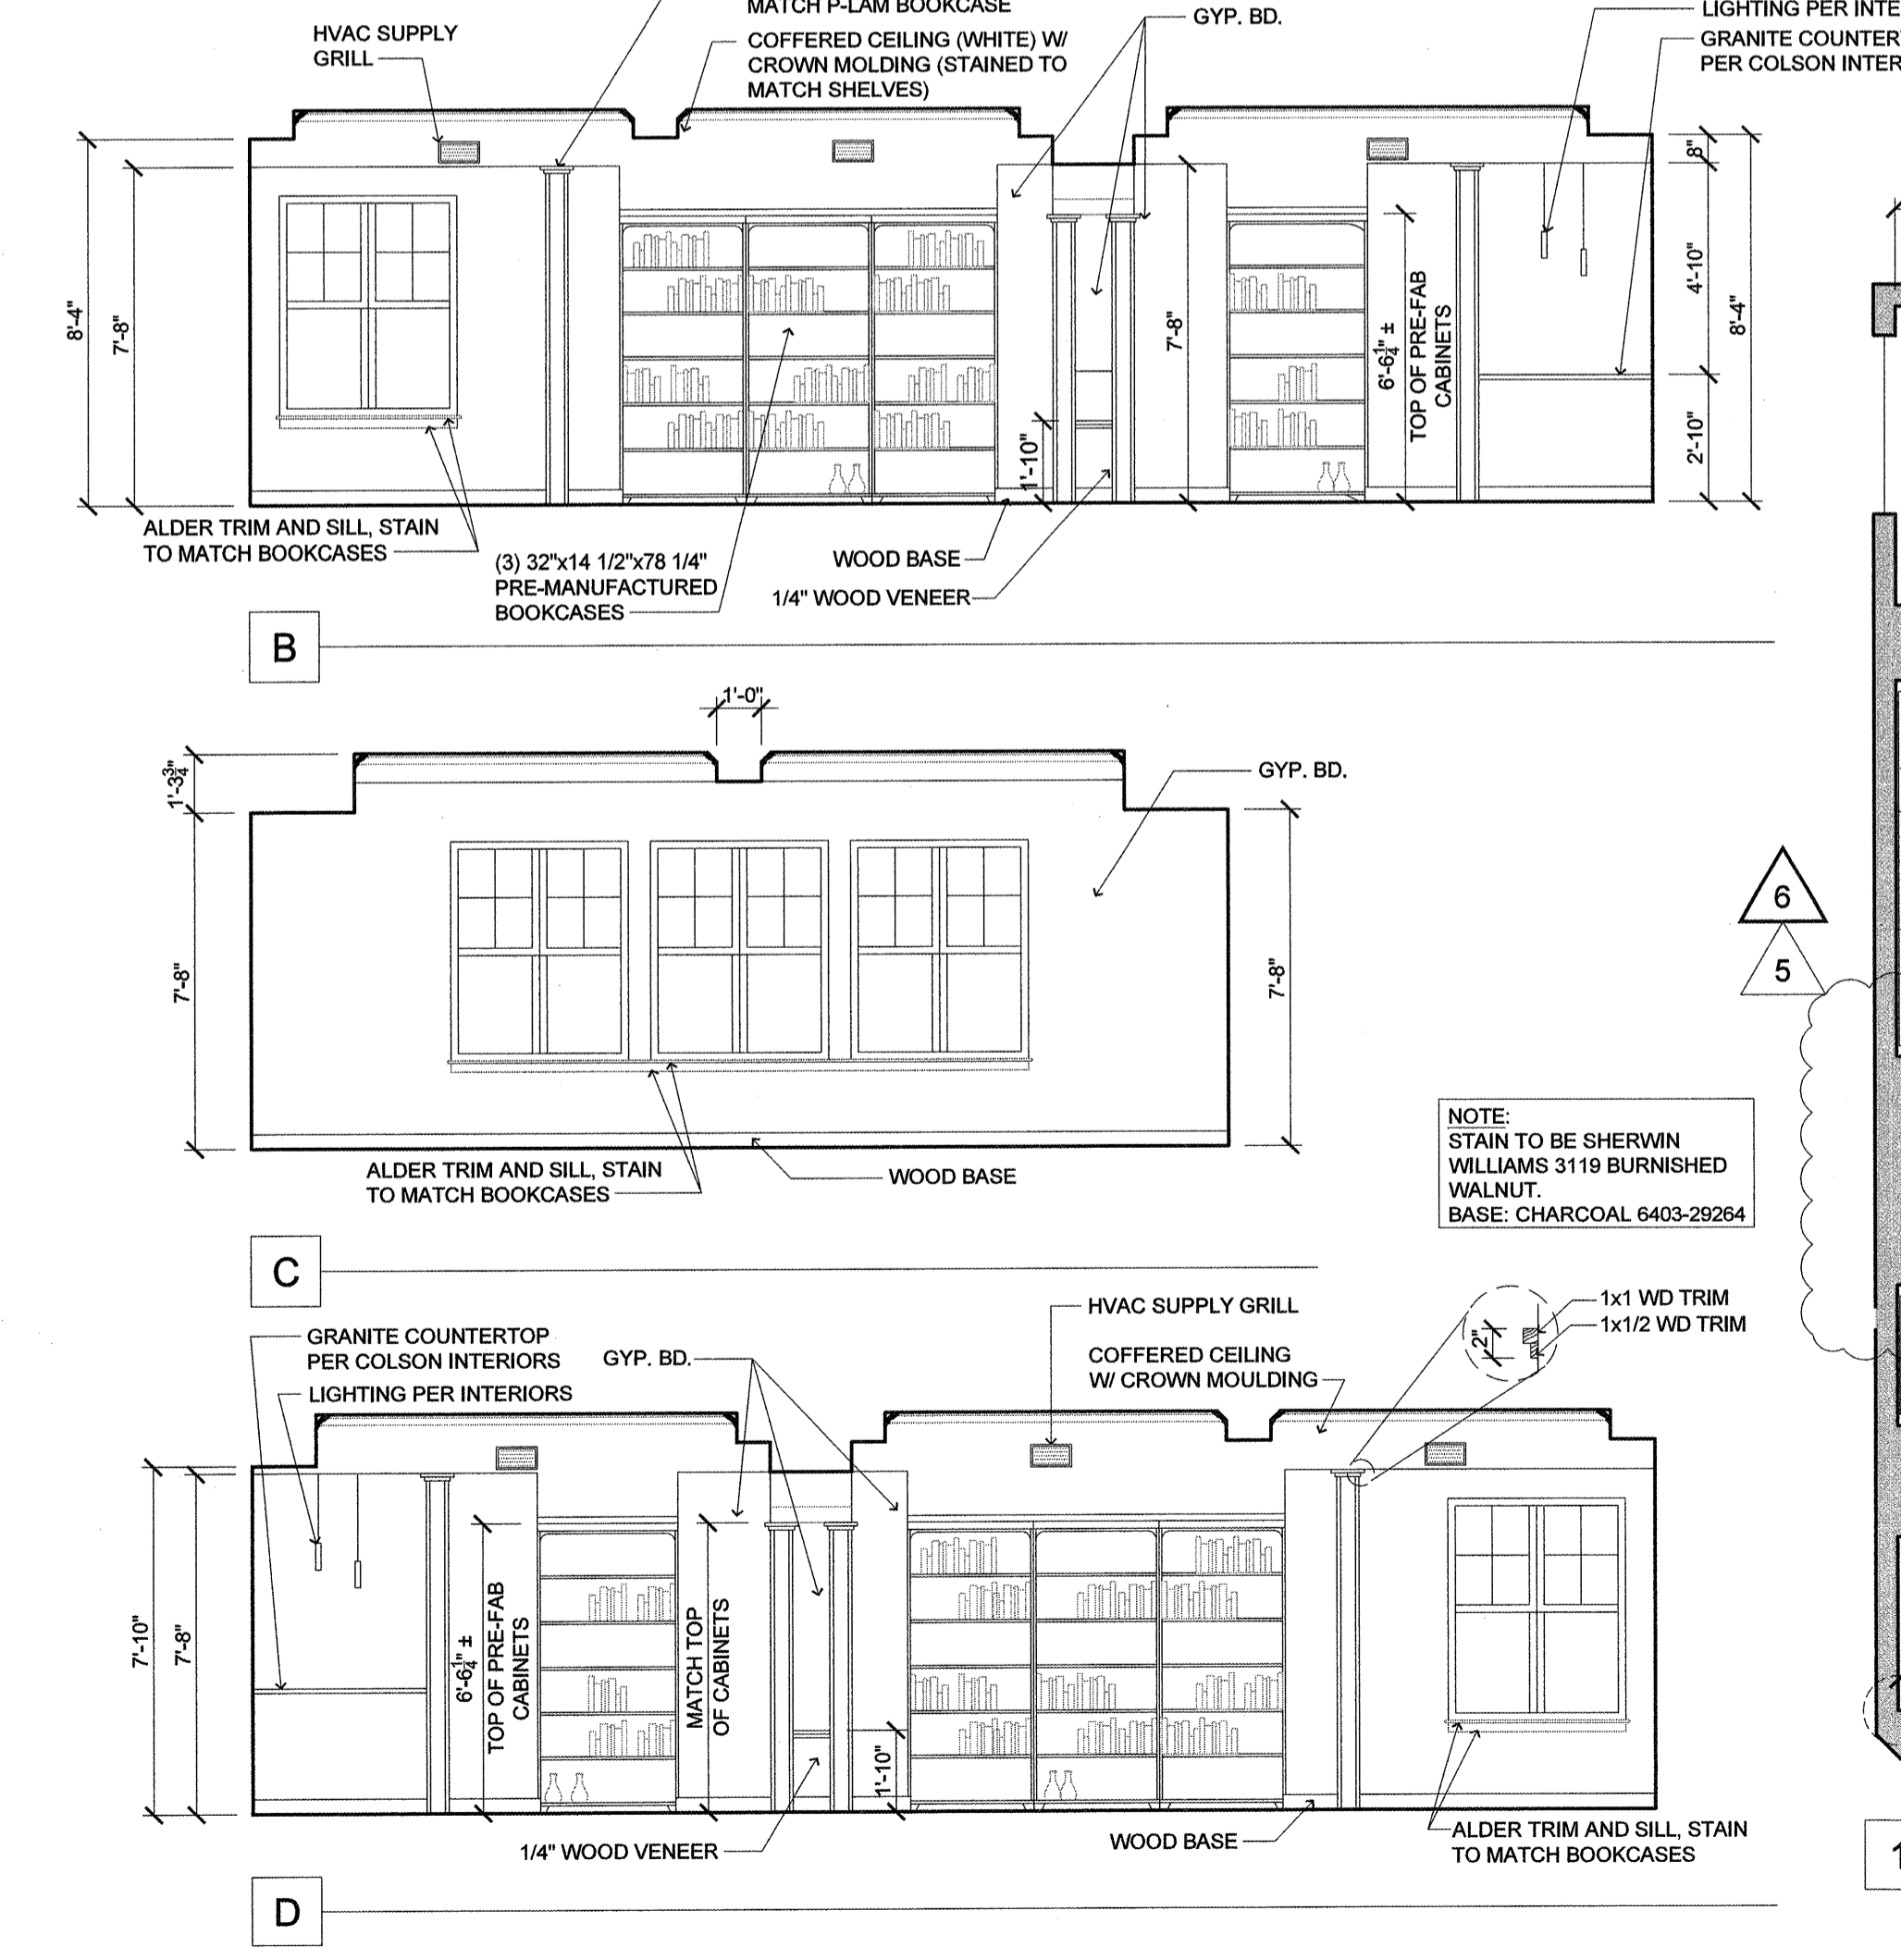 MATCH P-LAM BOOKCASE
HVAC SUPPLY
GRILL
COFFERED CEILING (WHITE) W/
CROWN MOLDING (STAINED TO
MATCH SHELVES)
GYP. BD.
LIGHTING PER INTE
GRANITE COUNTER
PER COLSON INTER
8'-4"
7'-8"
7'-8"
1'-10"
6'-6 1/4" ±
TOP OF PRE-FAB
CABINETS
8"
4'-10"
2'-10"
8'-4"
ALDER TRIM AND SILL, STAIN
TO MATCH BOOKCASES
(3) 32"x14 1/2"x78 1/4"
PRE-MANUFACTURED
BOOKCASES
WOOD BASE
1/4" WOOD VENEER
B
1'-0"
1'-3 3/4"
7'-8"
GYP. BD.
7'-8"
6
5
ALDER TRIM AND SILL, STAIN
TO MATCH BOOKCASES
WOOD BASE
NOTE:
STAIN TO BE SHERWIN
WILLIAMS 3119 BURNISHED
WALNUT.
BASE: CHARCOAL 6403-29264
C
GRANITE COUNTERTOP
PER COLSON INTERIORS
LIGHTING PER INTERIORS
GYP. BD.
HVAC SUPPLY GRILL
COFFERED CEILING
W/ CROWN MOULDING
2"
1x1 WD TRIM
1x1/2 WD TRIM
7'-10"
7'-8"
6'-6 1/4" ±
TOP OF PRE-FAB
CABINETS
MATCH TOP
OF CABINETS
1'-10"
1/4" WOOD VENEER
WOOD BASE
ALDER TRIM AND SILL, STAIN
TO MATCH BOOKCASES
1
D